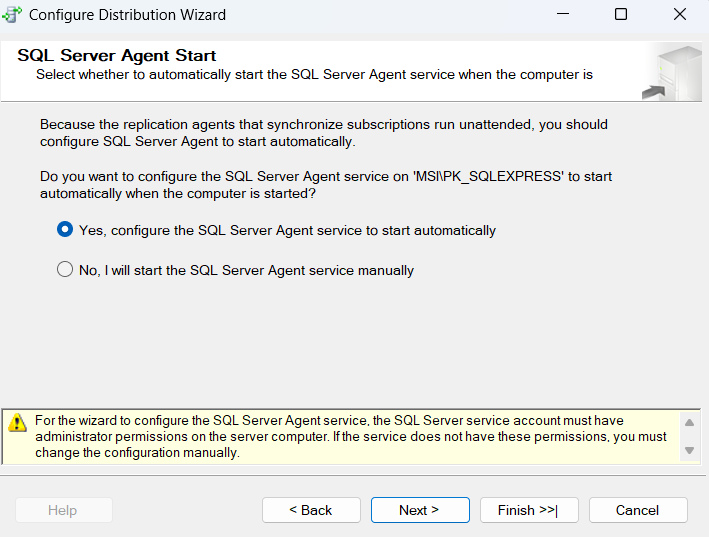 Configure Distribution Wizard
SQL Server Agent Start
Select whether to automatically start the SQL Server Agent service when the computer is
Because the replication agents that synchronize subscriptions run unattended, you should
configure SQL Server Agent to start automatically.
Do you want to configure the SQL Server Agent service on 'MSI\PK_SQLEXPRESS' to start
automatically when the computer is started?
Yes, configure the SQL Server Agent service to start automatically
No, I will start the SQL Server Agent service manually
For the wizard to configure the SQL Server Agent service, the SQL Server service account must have
administrator permissions on the server computer. If the service does not have these permissions, you must
change the configuration manually.
Help
< Back
Next >
Finish >>|
Cancel